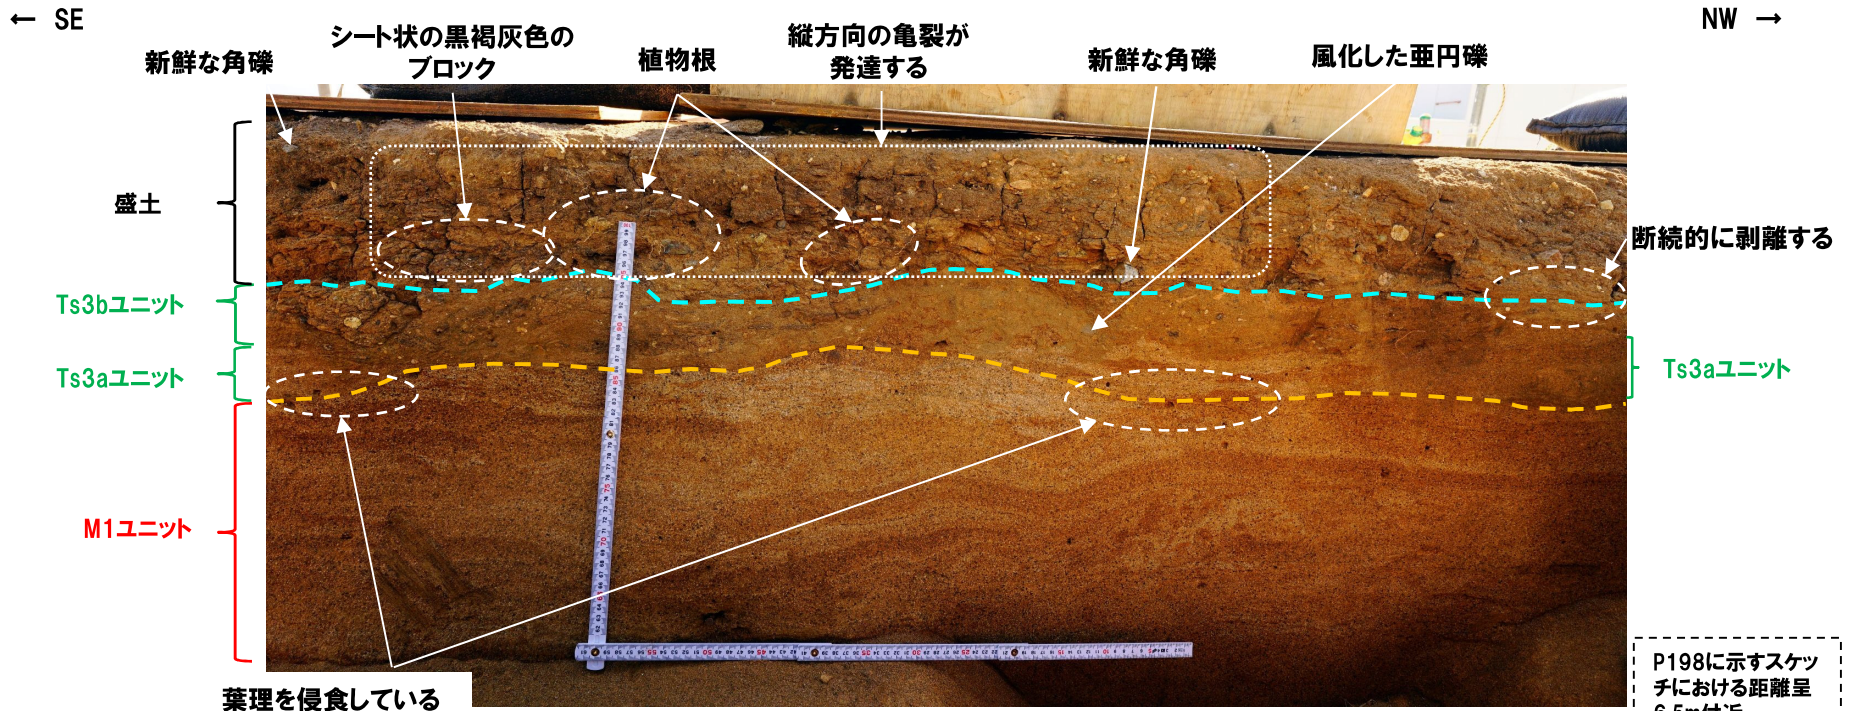 ← SE
NW →
新鮮な角礫
シート状の黒褐灰色の
ブロック
植物根
縦方向の亀裂が
発達する
新鮮な角礫
風化した亜円礫
盛土
断続的に剥離する
Ts3bユニット
Ts3aユニット
Ts3aユニット
M1ユニット
葉理を侵食している
P198に示すスケッ
チにおける距離呈